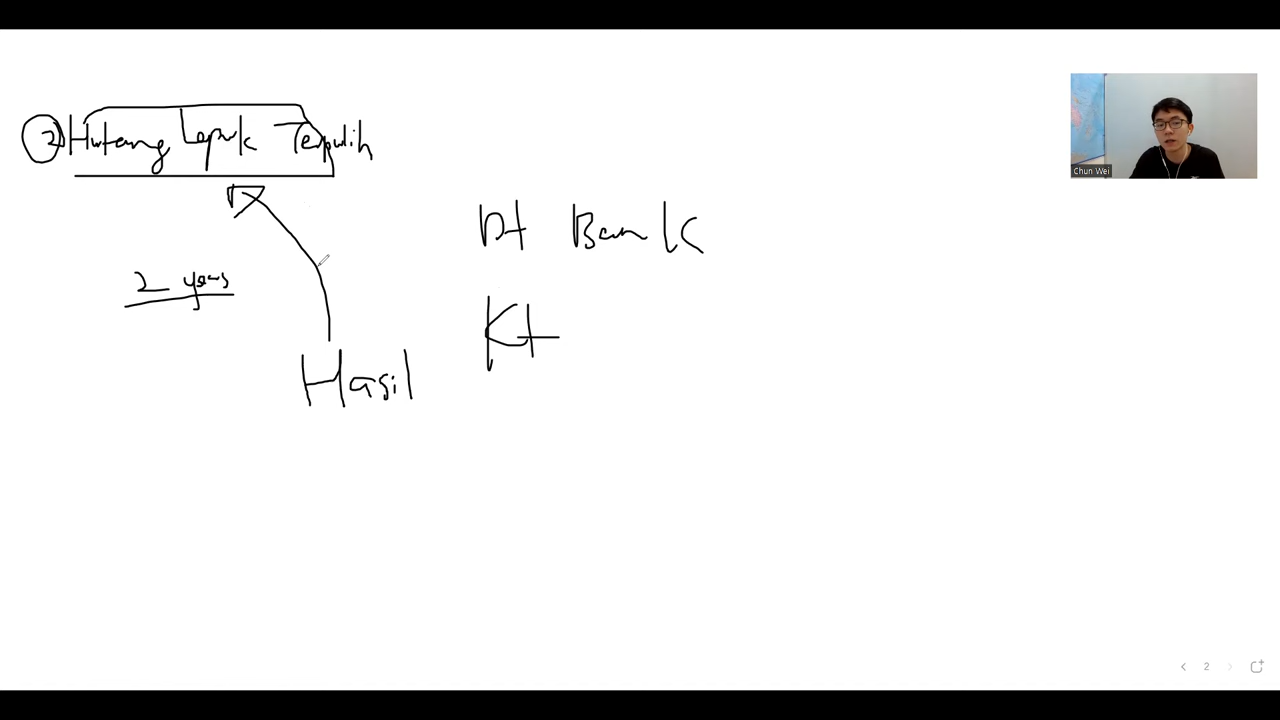 2) Hutang Lapuk Terpulih
Dt Bank
2 years
Kt
Hasil
Chun Wei
2